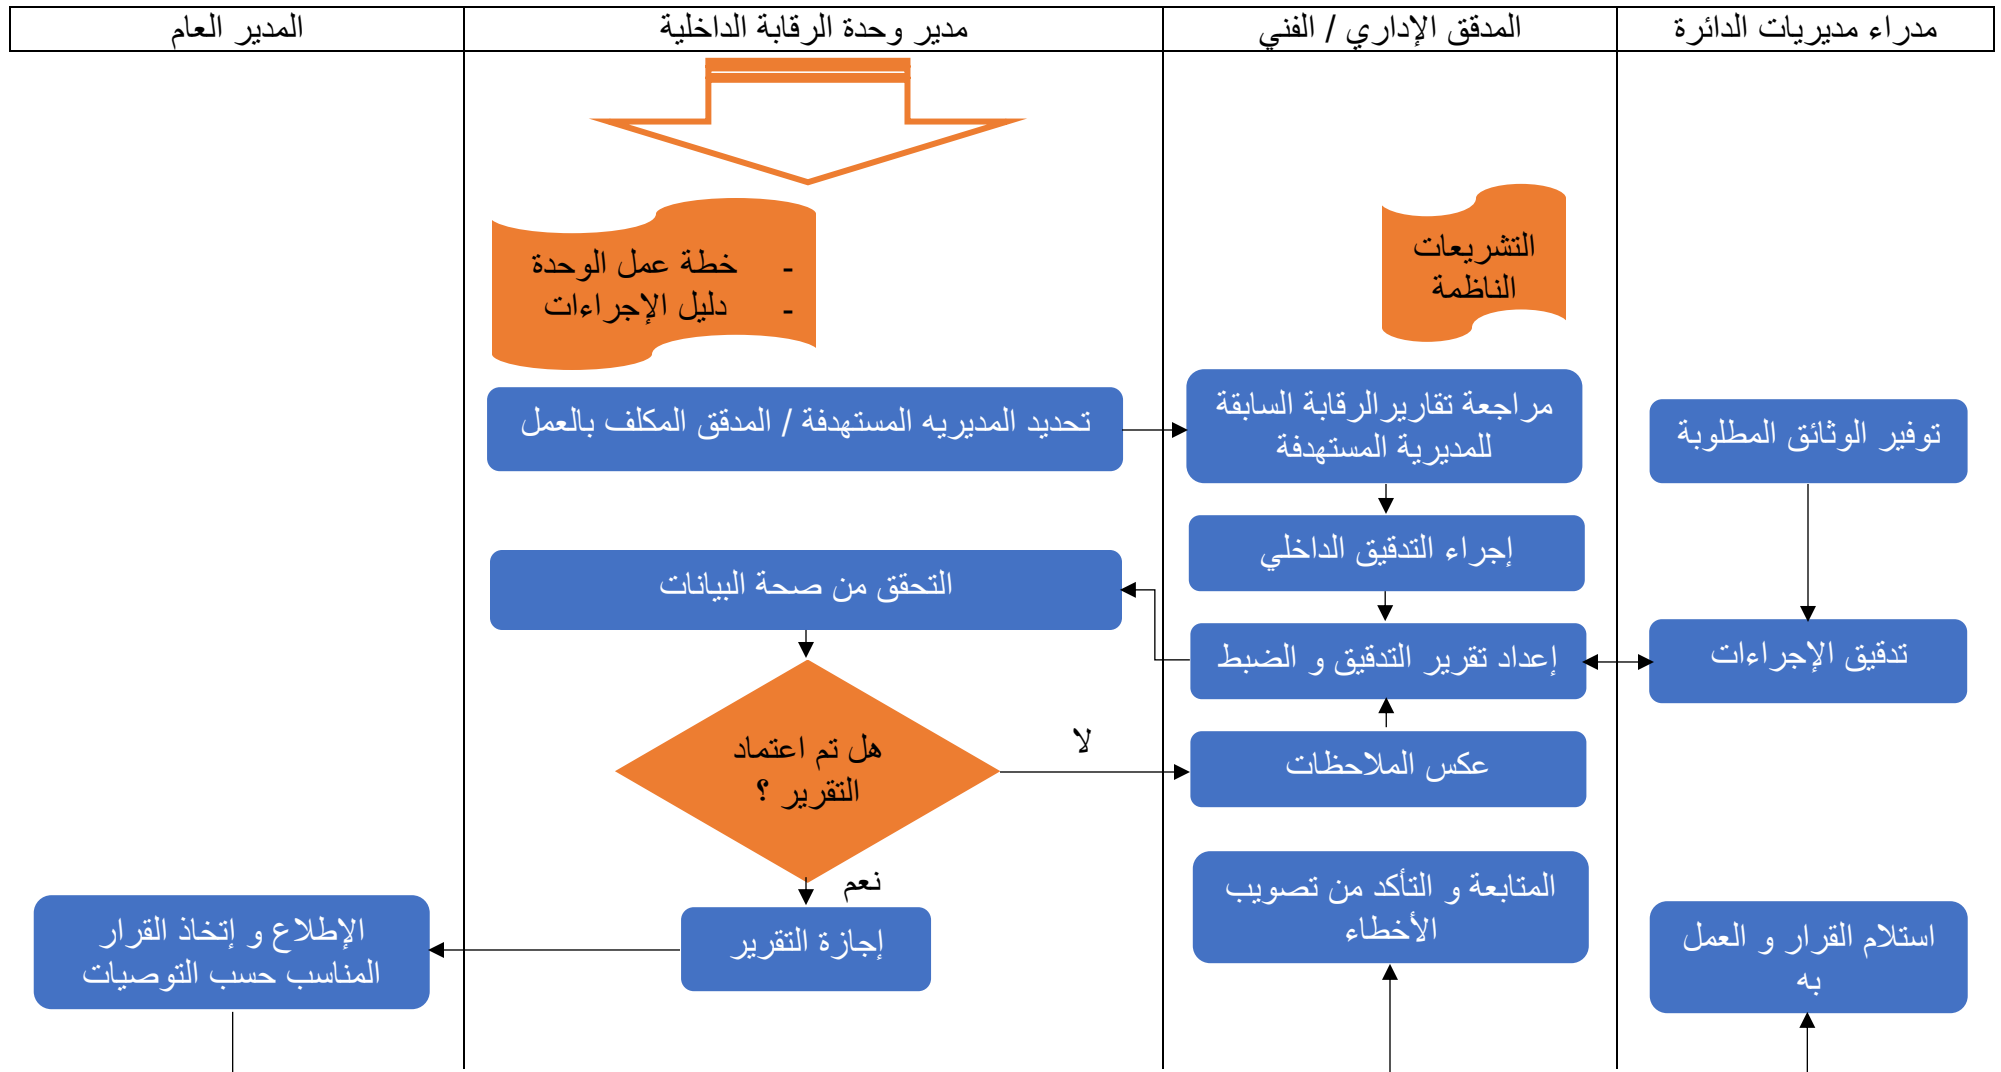 مدراء مديريات الدائرة
المدقق الإداري / الفني
مدير وحدة الرقابة الداخلية
المدير العام
التشريعات
الناظمة
- خطة عمل الوحدة
- دليل الإجراءات
توفير الوثائق المطلوبة
مراجعة تقاريرالرقابة السابقة
للمديرية المستهدفة
تحديد المديريه المستهدفة / المدقق المكلف بالعمل
إجراء التدقيق الداخلي
التحقق من صحة البيانات
تدقيق الإجراءات
إعداد تقرير التدقيق و الضبط
هل تم اعتماد
التقرير ؟
لا
عكس الملاحظات
نعم
المتابعة و التأكد من تصويب
الأخطاء
استلام القرار و العمل
به
إجازة التقرير
الإطلاع و إتخاذ القرار
المناسب حسب التوصيات